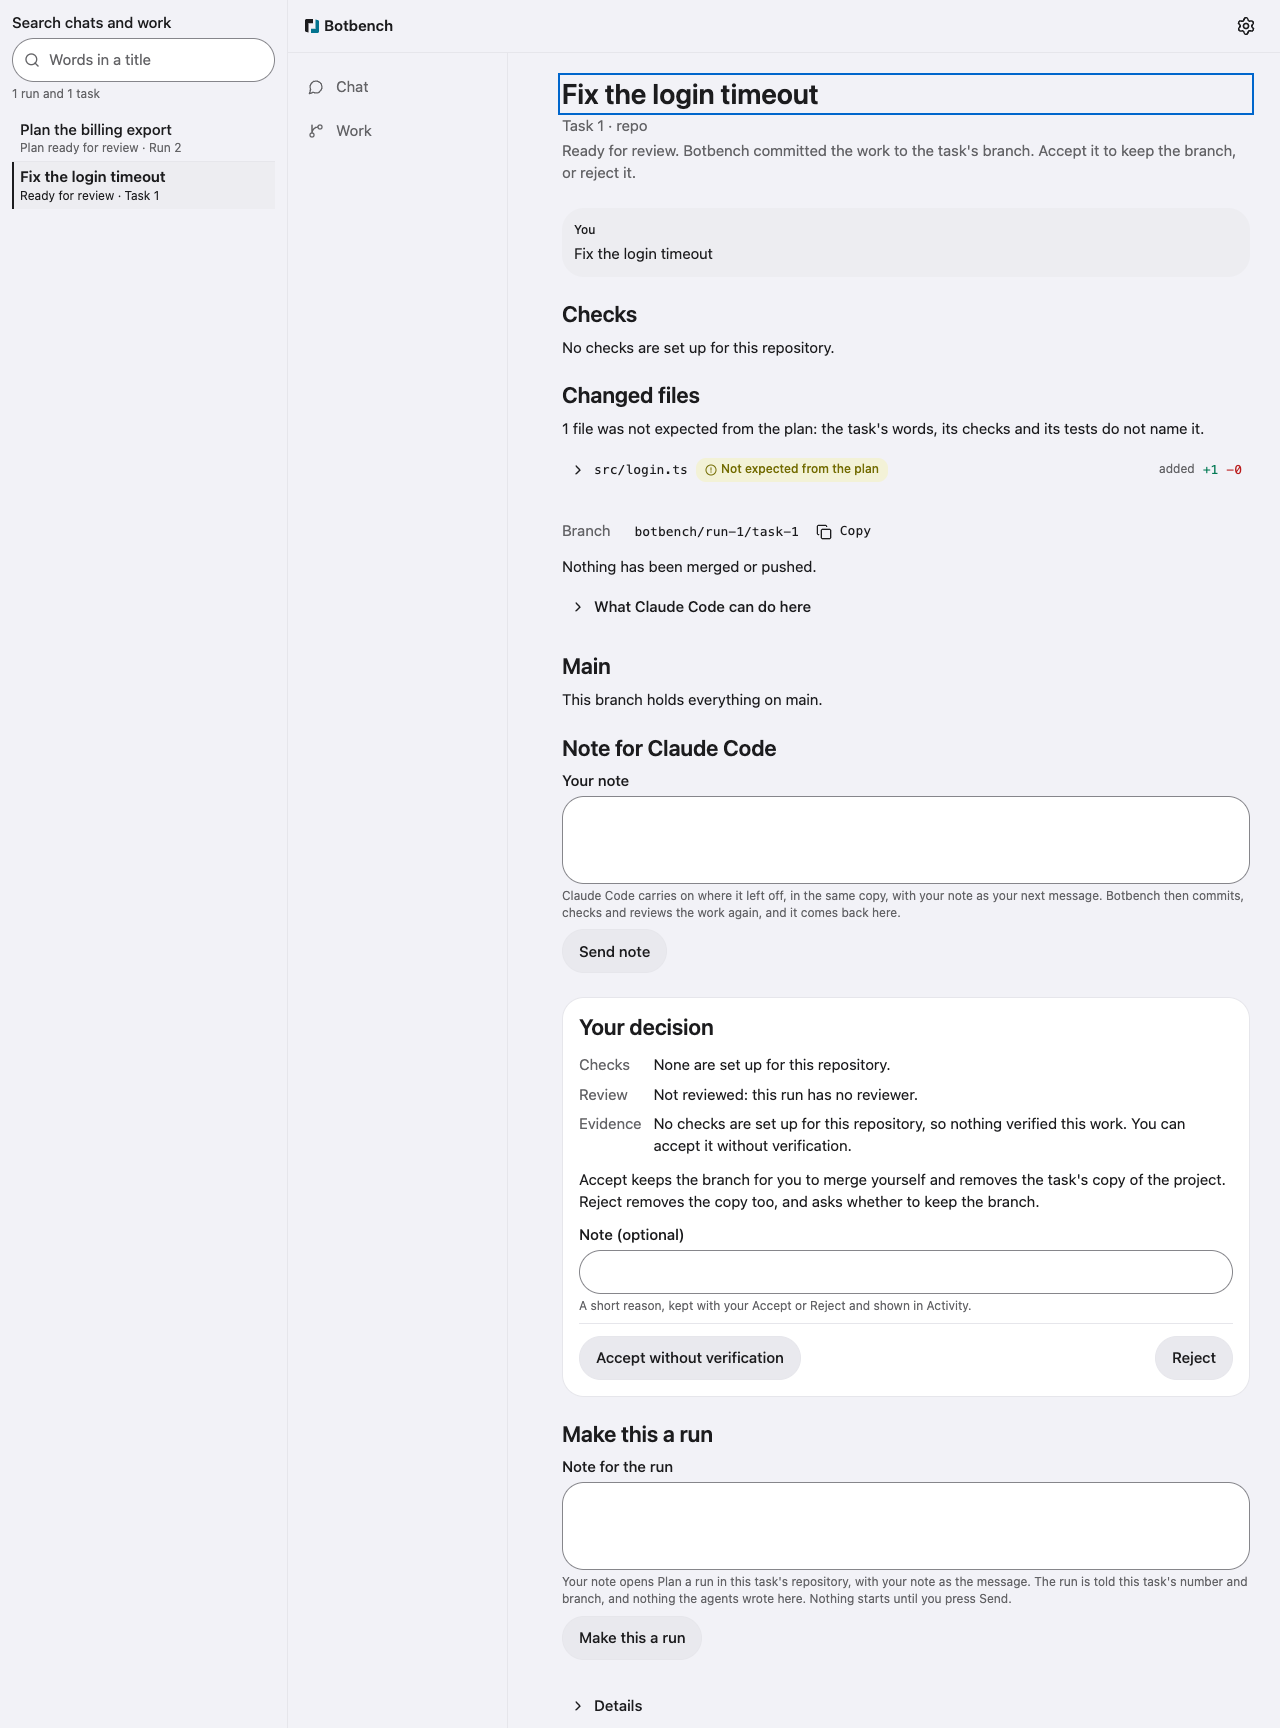 Search chats and work
Words in a title
1 run and 1 task
Plan the billing export
Plan ready for review · Run 2
Fix the login timeout
Ready for review · Task 1
Botbench
Chat
Work
Fix the login timeout
Task 1 · repo
Ready for review. Botbench committed the work to the task's branch. Accept it to keep the branch,
or reject it.
You
Fix the login timeout
Checks
No checks are set up for this repository.
Changed files
1 file was not expected from the plan: the task's words, its checks and its tests do not name it.
src/login.ts Not expected from the plan added +1 −0
Branch botbench/run-1/task-1 Copy
Nothing has been merged or pushed.
What Claude Code can do here
Main
This branch holds everything on main.
Note for Claude Code
Your note
Claude Code carries on where it left off, in the same copy, with your note as your next message. Botbench then commits,
checks and reviews the work again, and it comes back here.
Send note
Your decision
Checks None are set up for this repository.
Review Not reviewed: this run has no reviewer.
Evidence No checks are set up for this repository, so nothing verified this work. You can
accept it without verification.
Accept keeps the branch for you to merge yourself and removes the task's copy of the project.
Reject removes the copy too, and asks whether to keep the branch.
Note (optional)
A short reason, kept with your Accept or Reject and shown in Activity.
Accept without verification Reject
Make this a run
Note for the run
Your note opens Plan a run in this task's repository, with your note as the message. The run is told this task's number and
branch, and nothing the agents wrote here. Nothing starts until you press Send.
Make this a run
Details